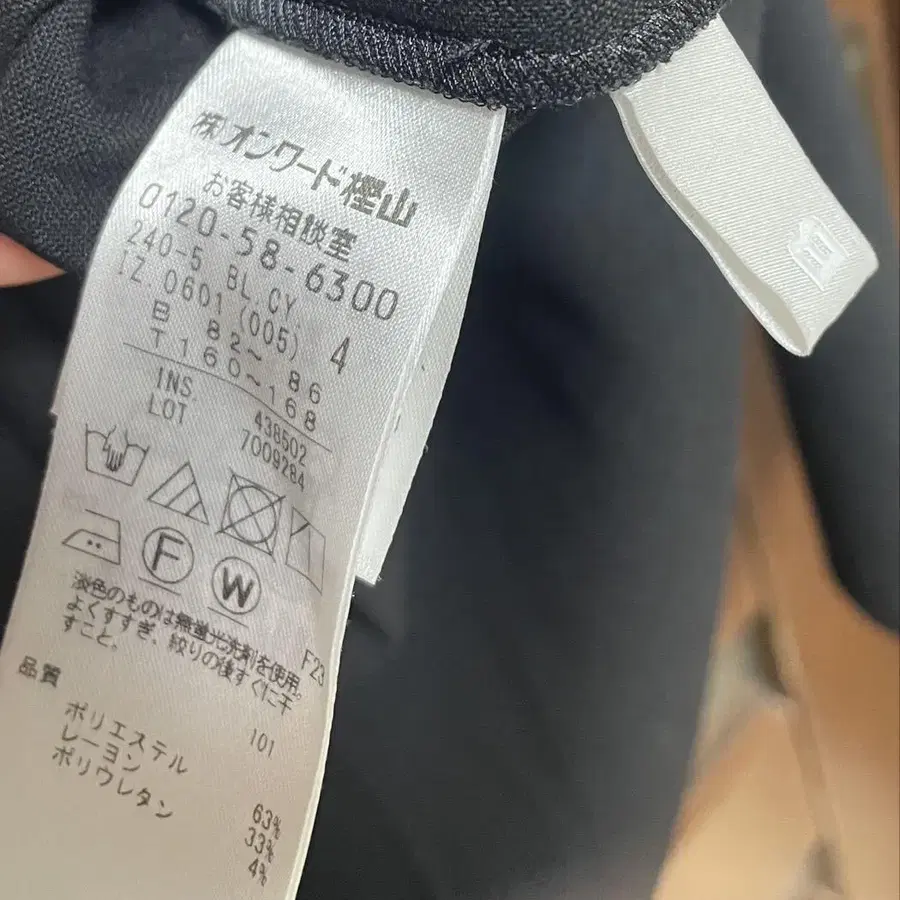 ㈱オンワード樫山
お客様相談室
0120-58-6300
240-5 BL.CY.
IZ.0601(005) 4
B 82~86
T 160~168
INS 438502
LOT 7009284
F
W
淡色のものは無蛍光洗剤を使用。
よくすすぎ、絞りの後すぐに干
すこと。
F23
品質
101
ポリエステル 63%
レーヨン 33%
ポリウレタン 4%